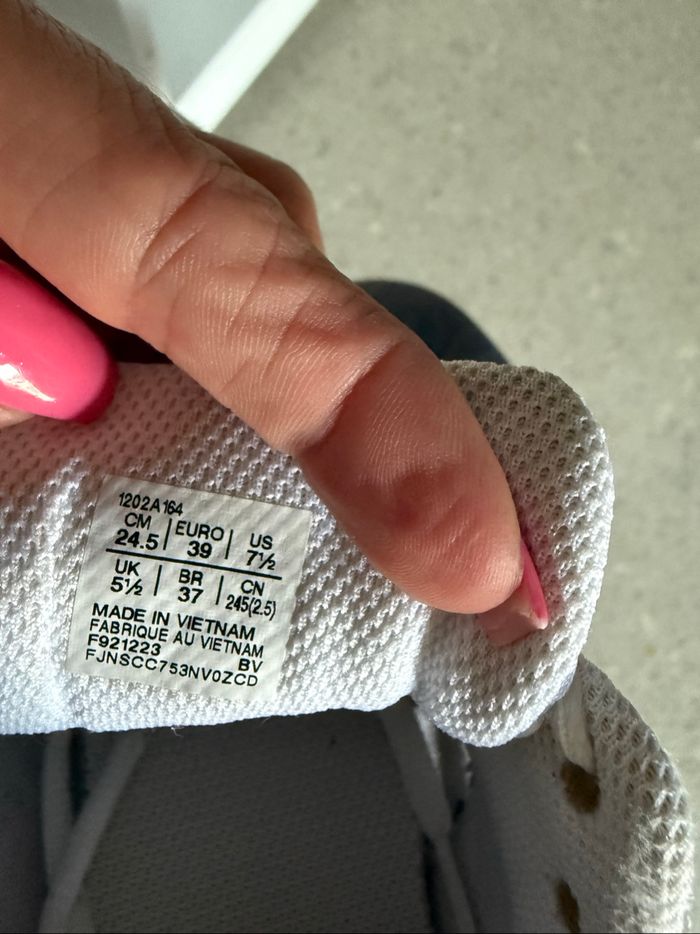 1202A164
CM 24.5 | EURO 39 | US 7½
UK 5½ | BR 37 | CN 245(2.5)
MADE IN VIETNAM
FABRIQUE AU VIETNAM
F921223 BV
FJNSCC753NV0ZCD